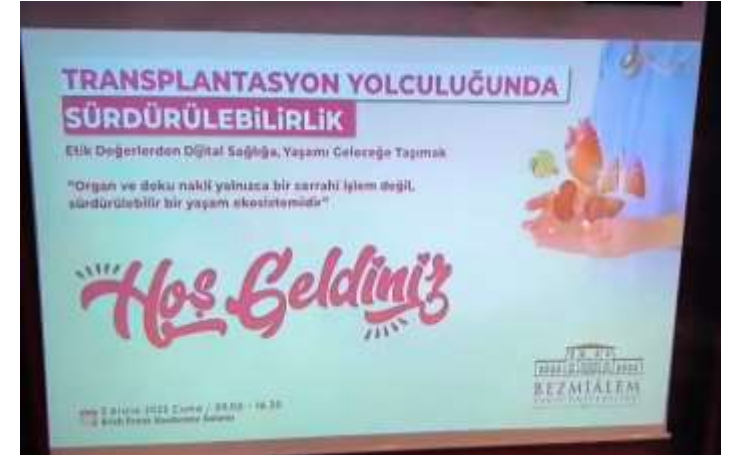 TRANSPLANTASYON YOLCULUĞUNDA
SÜRDÜRÜLEBİLİRLİK
Etik Değerlerden Dijital Sağlığa, Yaşamı Geleceğe Taşımak
"Organ ve doku nakli yalnızca bir cerrahi işlem değil,
sürdürülebilir bir yaşam ekosistemidir"
Hoş Geldiniz
BEZMİALEM
Cuma